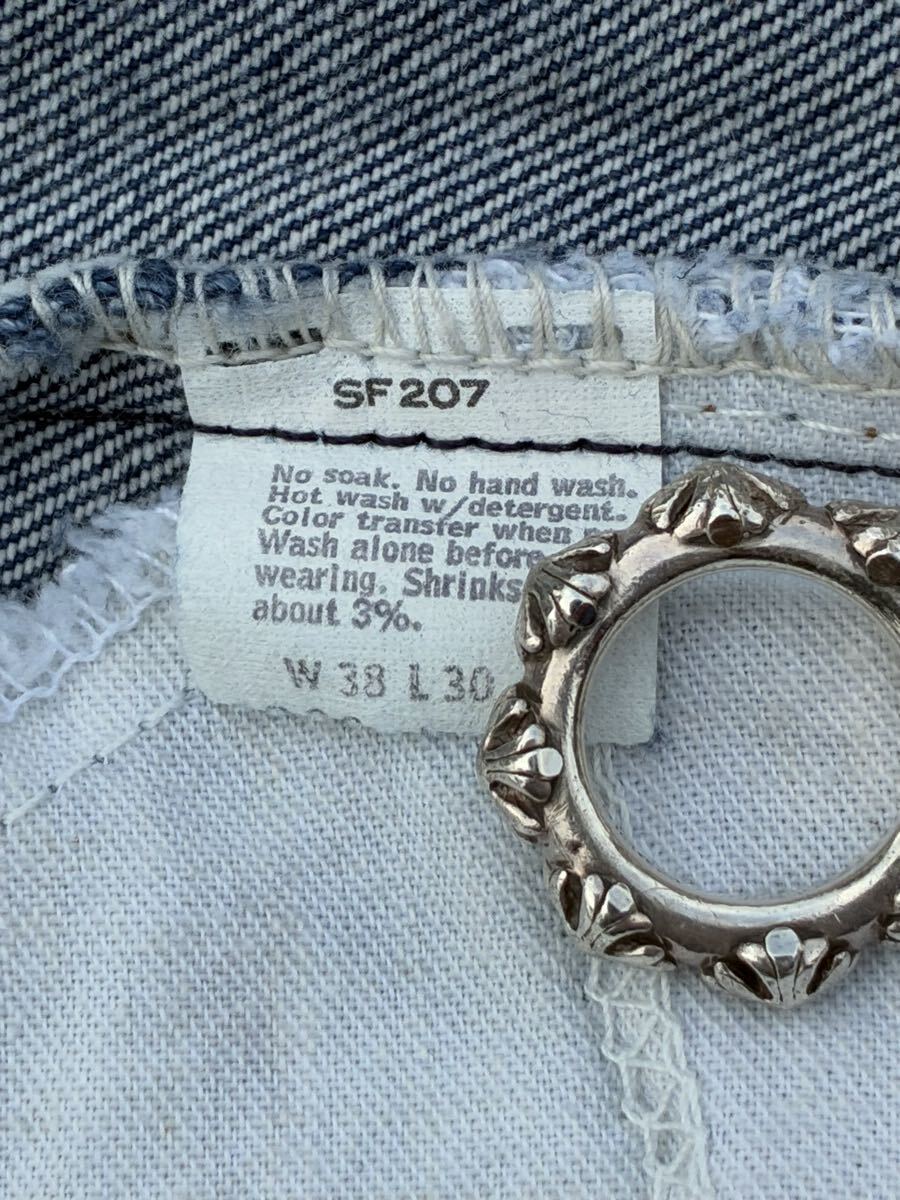 SF 207
No soak. No hand wash.
Hot wash w/detergent.
Color transfer when
Wash alone before
wearing. Shrinks
about 3%.
W 38 L 30